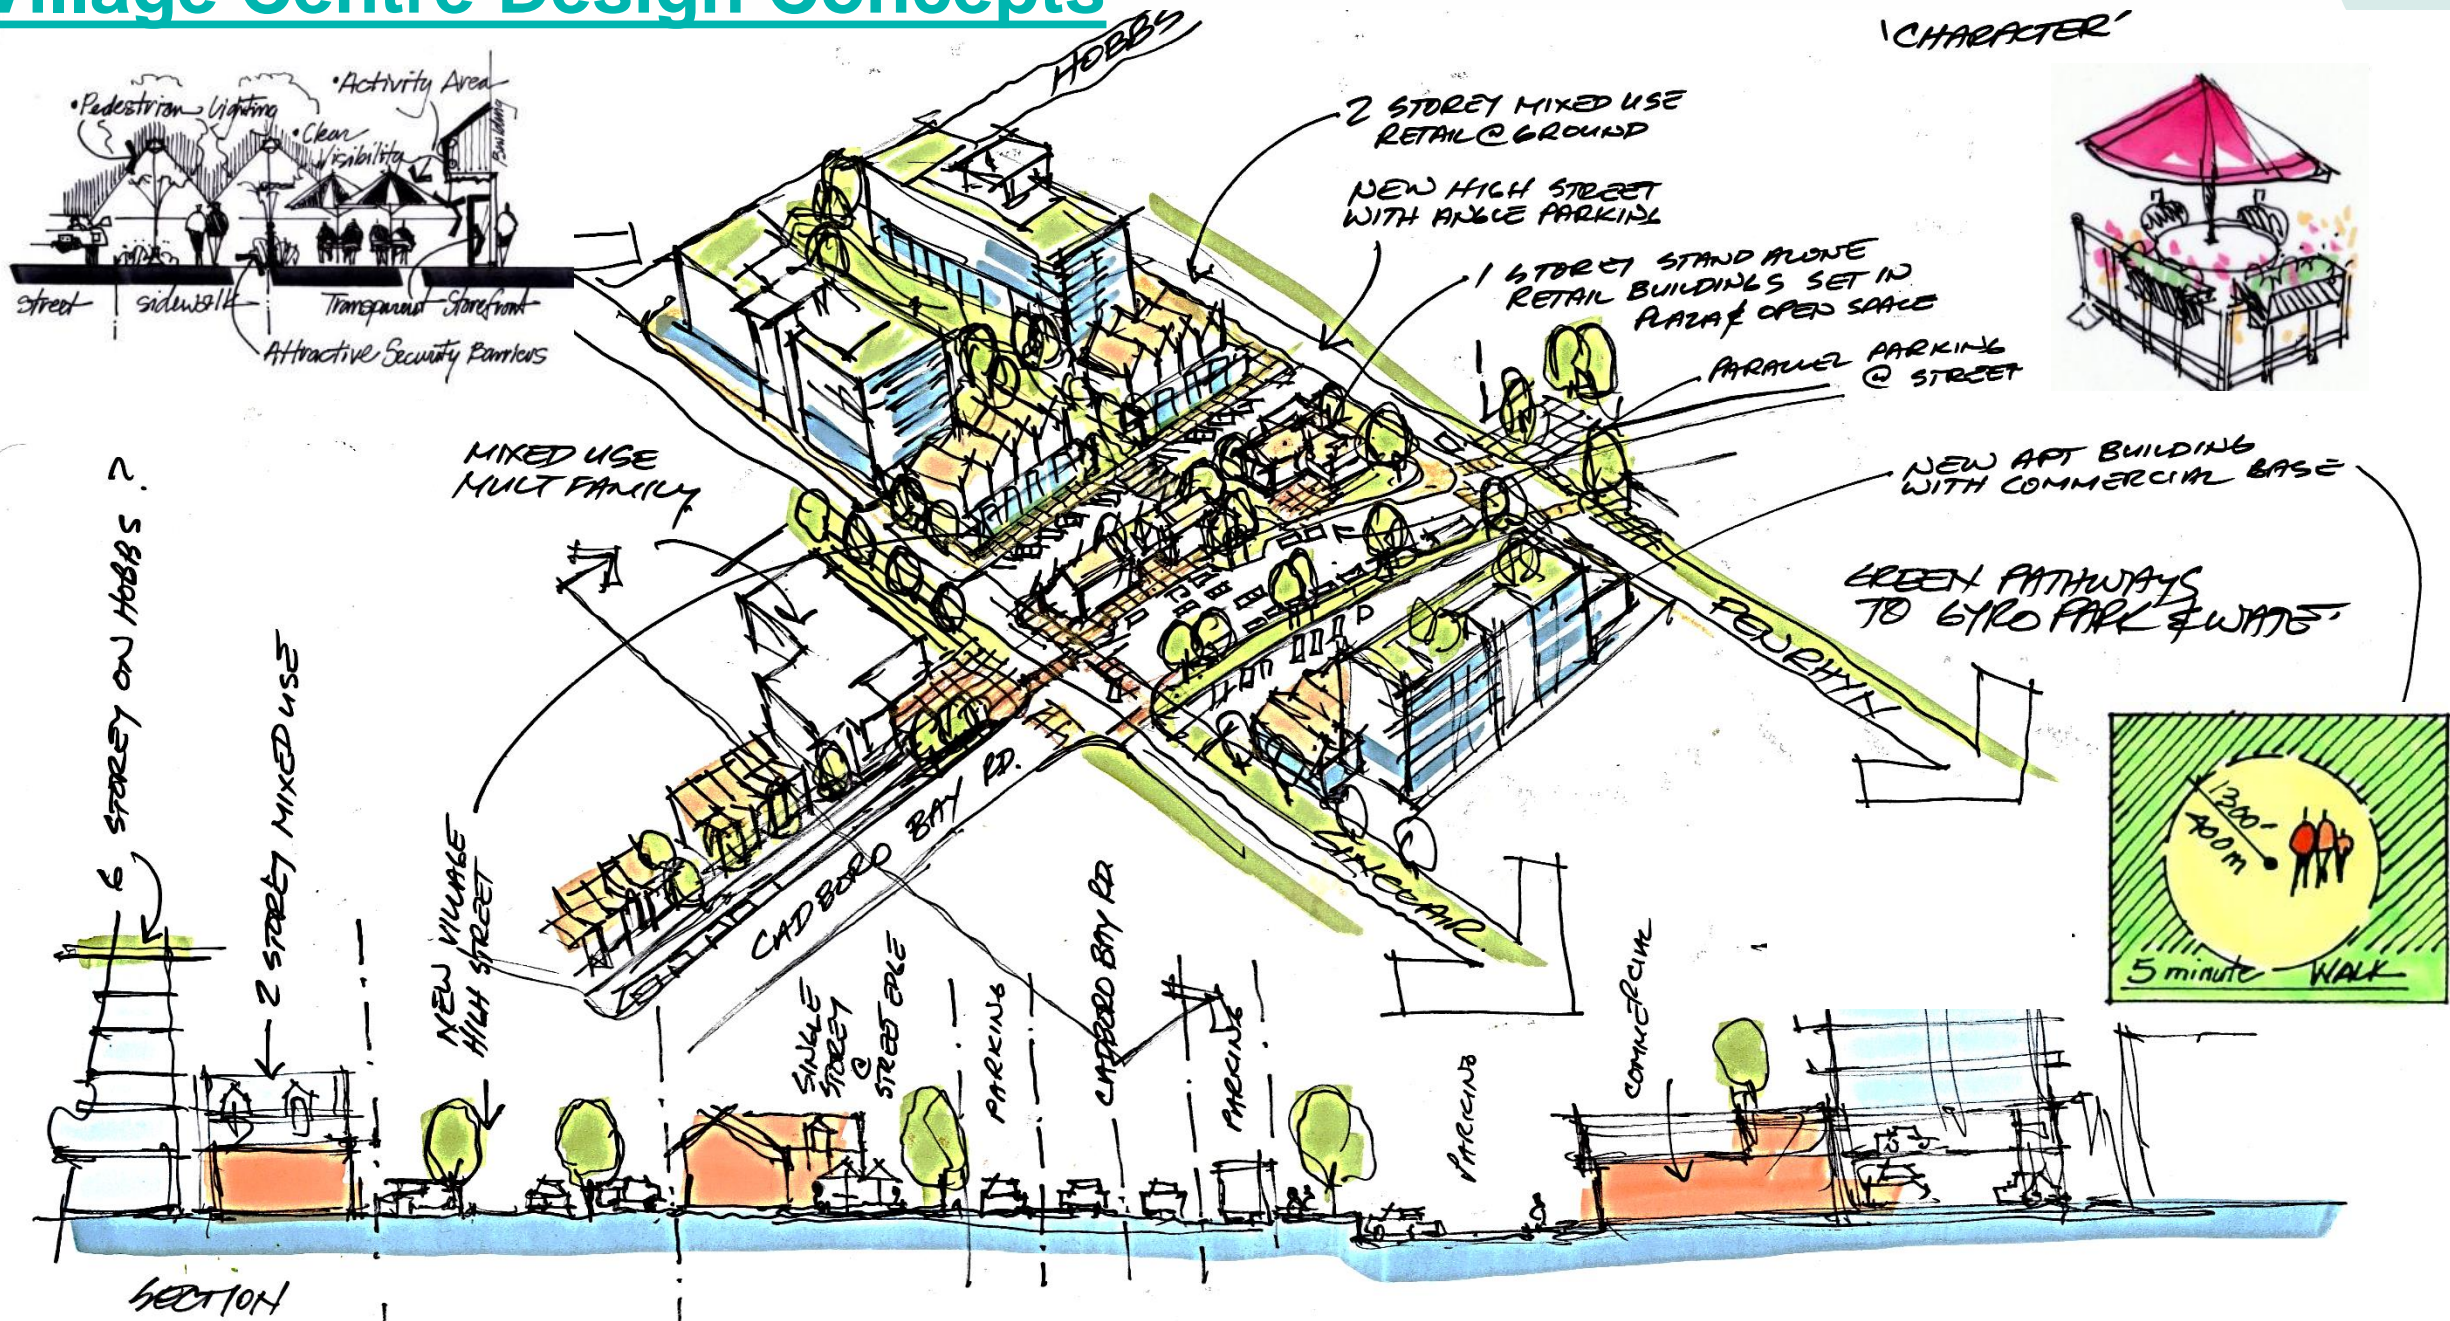 Village Centre Design Concepts
'CHARACTER'
HOBBS
• Pedestrian Lighting
• Activity Area
• Clear
Visibility
Building
street
sidewalk
Transparent Storefront
Attractive Security Barriers
2 STOREY MIXED USE
RETAIL @ GROUND
NEW HIGH STREET
WITH ANGLE PARKING
1 STOREY STAND ALONE
RETAIL BUILDINGS SET IN
PLAZA & OPEN SPACE
PARALLEL PARKING
@ STREET
MIXED USE
MULT FAMILY
NEW APT BUILDING
WITH COMMERCIAL BASE
GREEN PATHWAYS
TO GYRO PARK &
P
PENRHYN
CADBORO BAY RD.
1300-
400m
5 minute WALK
6 STOREY ON HOBBS ?
2 STOREY MIXED USE
NEW VILLAGE
HIGH STREET
SINGLE
STOREY
@
STREET EDGE
PARKING
CADBORO BAY RD
PARKING
PARKING
COMMERCIAL
SECTION